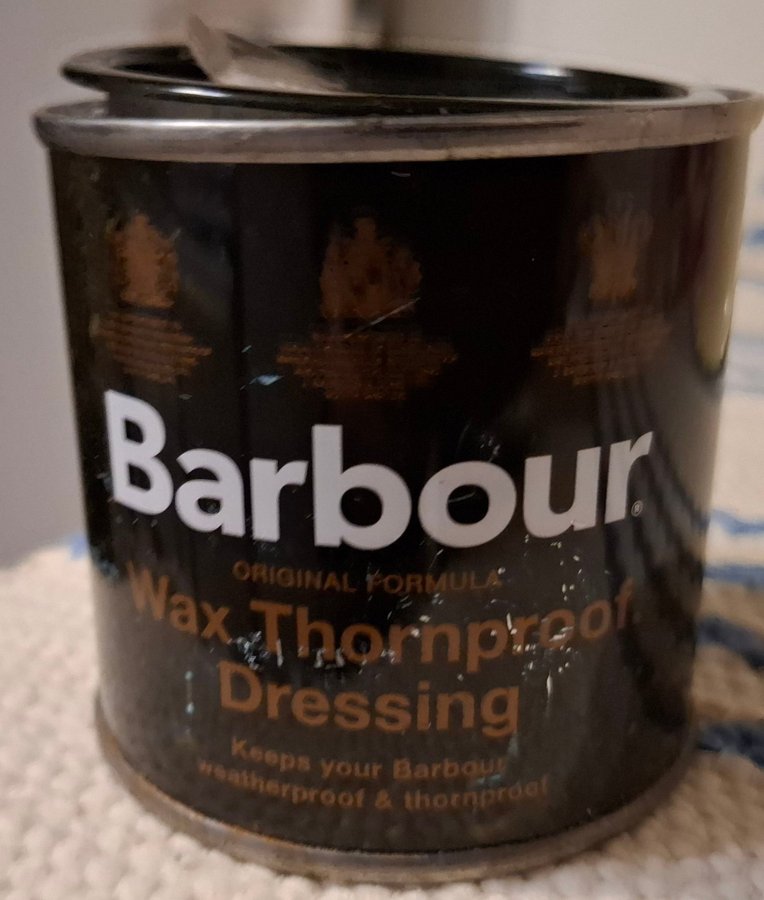 Barbour®
ORIGINAL FORMULA
Wax Thornproof
Dressing
Keeps your Barbour
weatherproof & thornproof